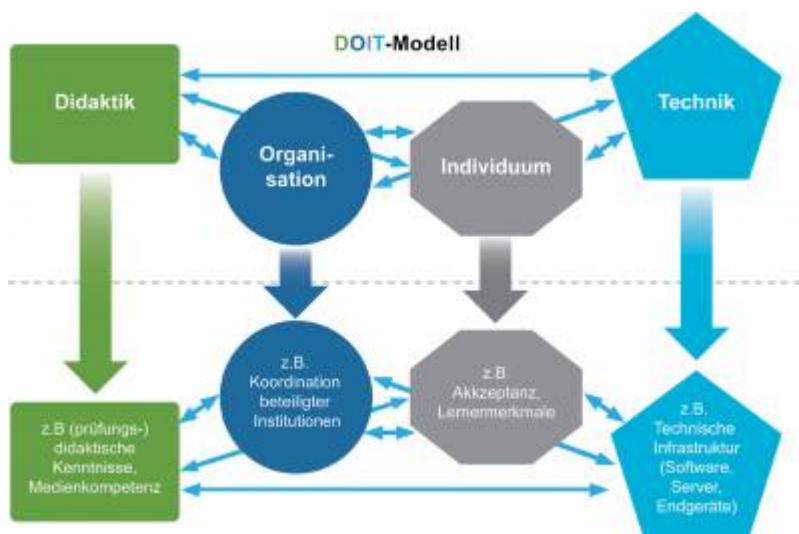 DOIT-Modell
Didaktik
Organi-
sation
Individuum
Technik
z.B (prüfungs-)
didaktische
Kenntnisse,
Medienkompetenz
z.B.
Koordination
beteiligter
Institutionen
z.B.
Akkzeptanz,
Lernermerkmale
z.B.
Technische
Infrastruktur
(Software,
Server,
Endgeräte)